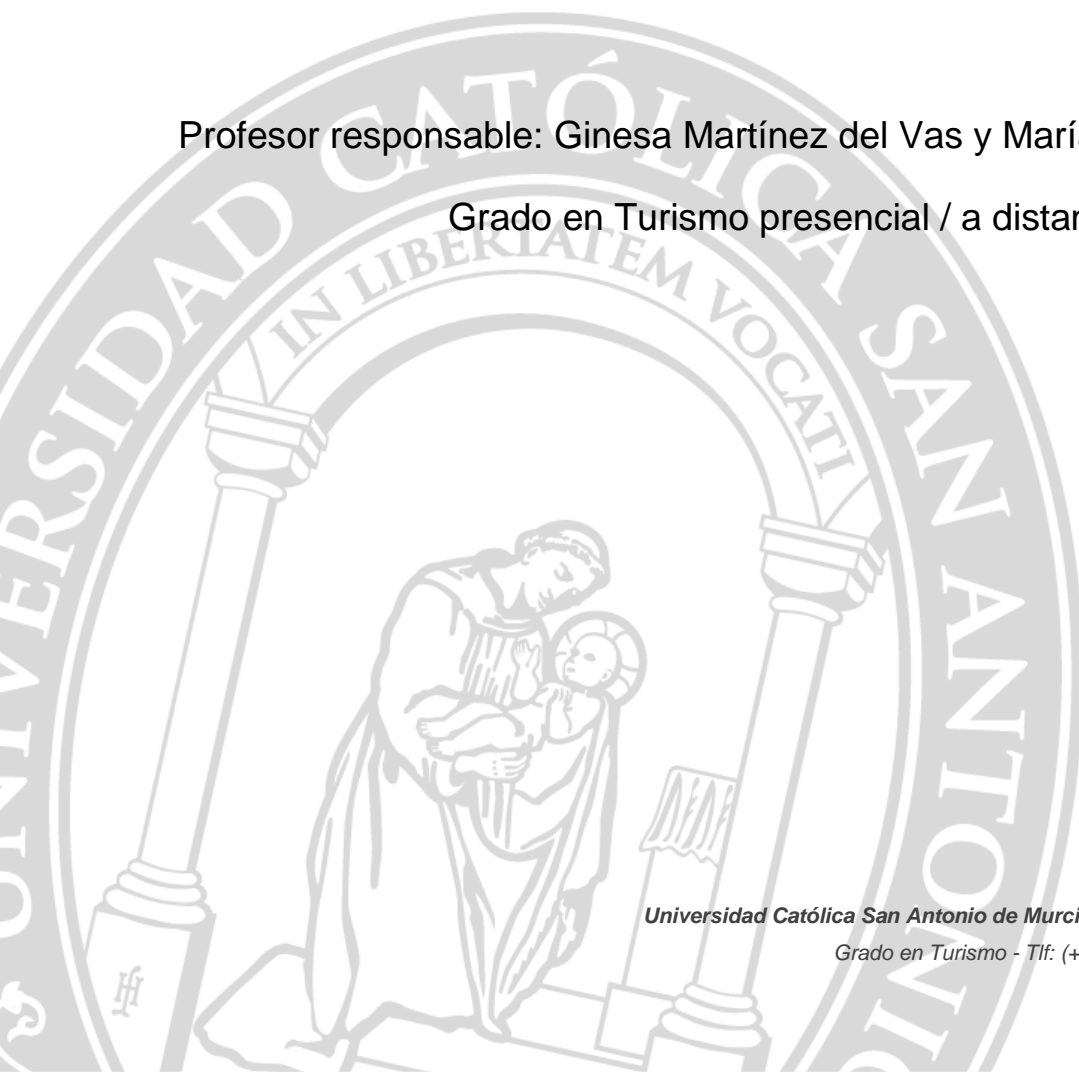 Profesor responsable: Ginesa Martínez del Vas y Marí
Grado en Turismo presencial / a distan
UNIVERSIDAD CATÓLICA SAN ANTONIO
IN LIBERTATEM VOCATI
Universidad Católica San Antonio de Murci
Grado en Turismo - Tlf: (+